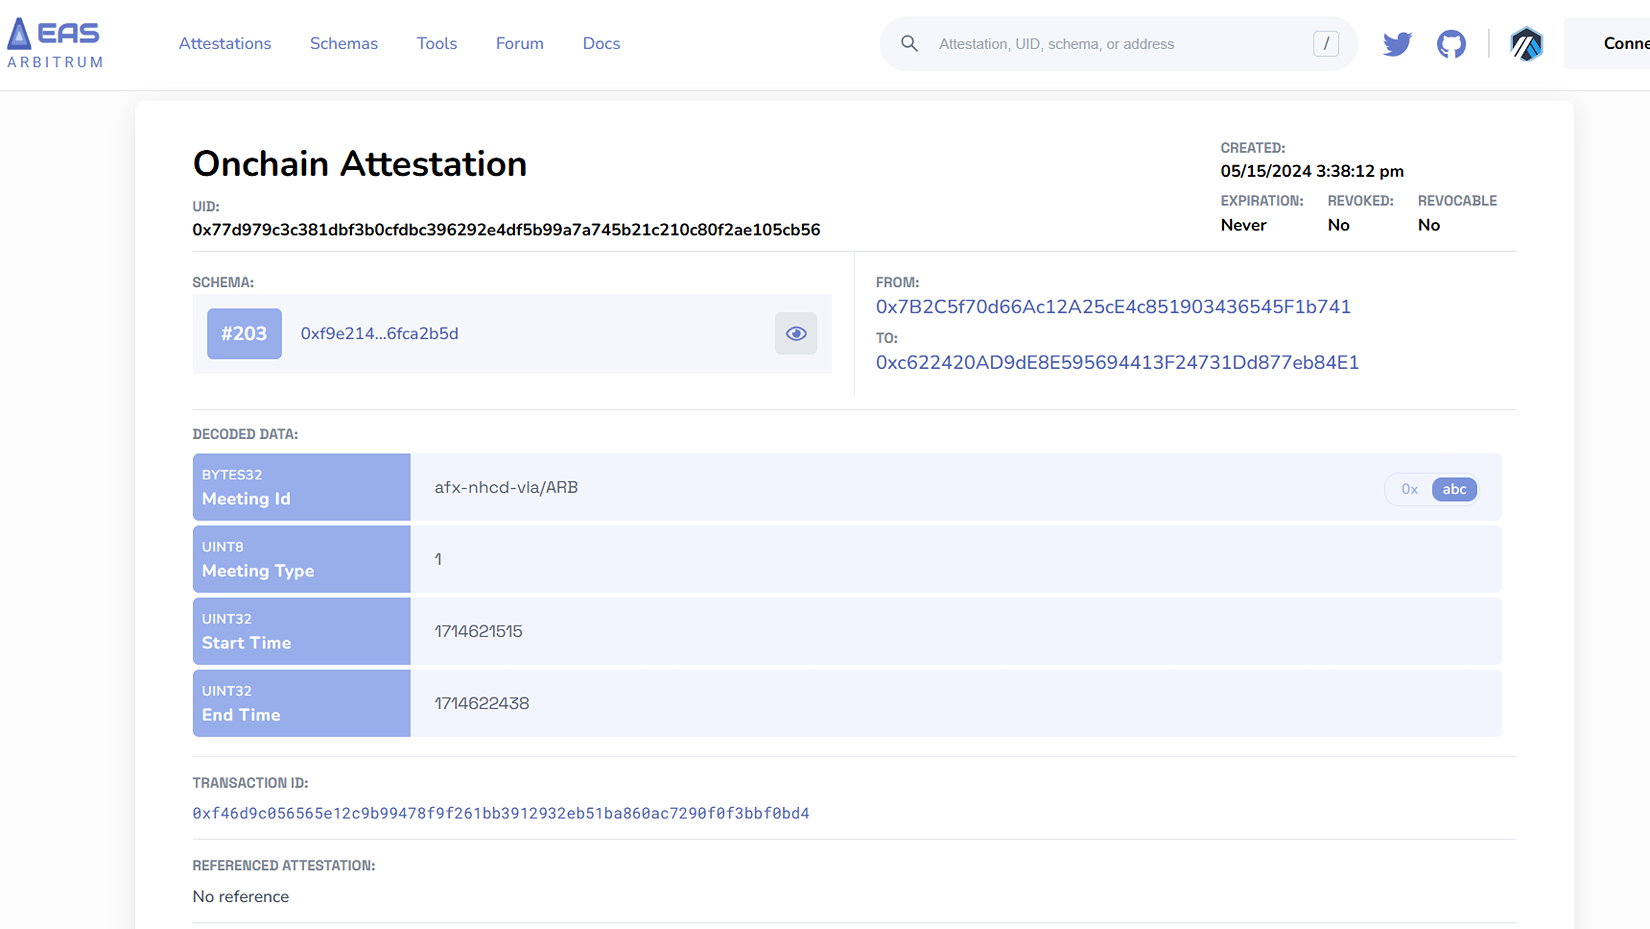 EAS
ARBITRUM
Attestations
Schemas
Tools
Forum
Docs
Attestation, UID, schema, or address
/
Conne
Onchain Attestation
UID:
0x77d979c3c381dbf3b0cfdbc396292e4df5b99a7a745b21c210c80f2ae105cb56
CREATED:
05/15/2024 3:38:12 pm
EXPIRATION: REVOKED: REVOCABLE
Never No No
SCHEMA:
#203 0xf9e214...6fca2b5d
FROM:
0x7B2C5f70d66Ac12A25cE4c851903436545F1b741
TO:
0xc622420AD9dE8E595694413F24731Dd877eb84E1
DECODED DATA:
BYTES32
Meeting Id
afx-nhcd-vla/ARB
0x abc
UINT8
Meeting Type
1
UINT32
Start Time
1714621515
UINT32
End Time
1714622438
TRANSACTION ID:
0xf46d9c056565e12c9b99478f9f261bb3912932eb51ba860ac7290f0f3bbf0bd4
REFERENCED ATTESTATION:
No reference